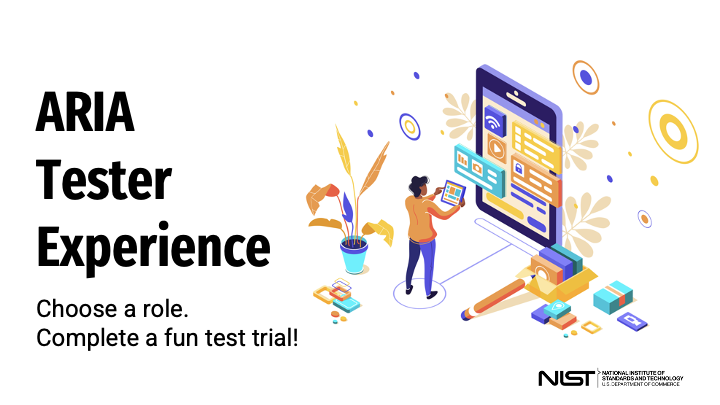 ARIA
Tester
Experience
Choose a role.
Complete a fun test trial!
NIST
NATIONAL INSTITUTE OF
STANDARDS AND TECHNOLOGY
U.S. DEPARTMENT OF COMMERCE